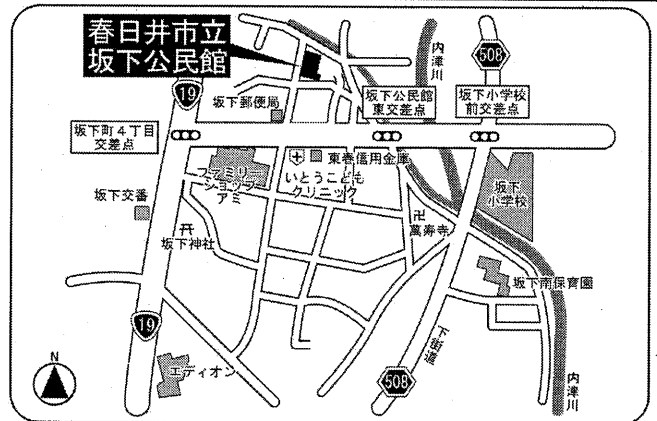 春日井市立
坂下公民館
19
内津川
508
坂下郵便局
坂下公民館
東交差点
坂下小学校
前交差点
坂下町4丁目
交差点
東春信用金庫
ファミリー
ショップ
アミ
いとうこども
クリニック
坂下
小学校
坂下交番
卍
萬寿寺
坂下神社
坂下南保育園
19
下街道
N
エディオン
508
内津川